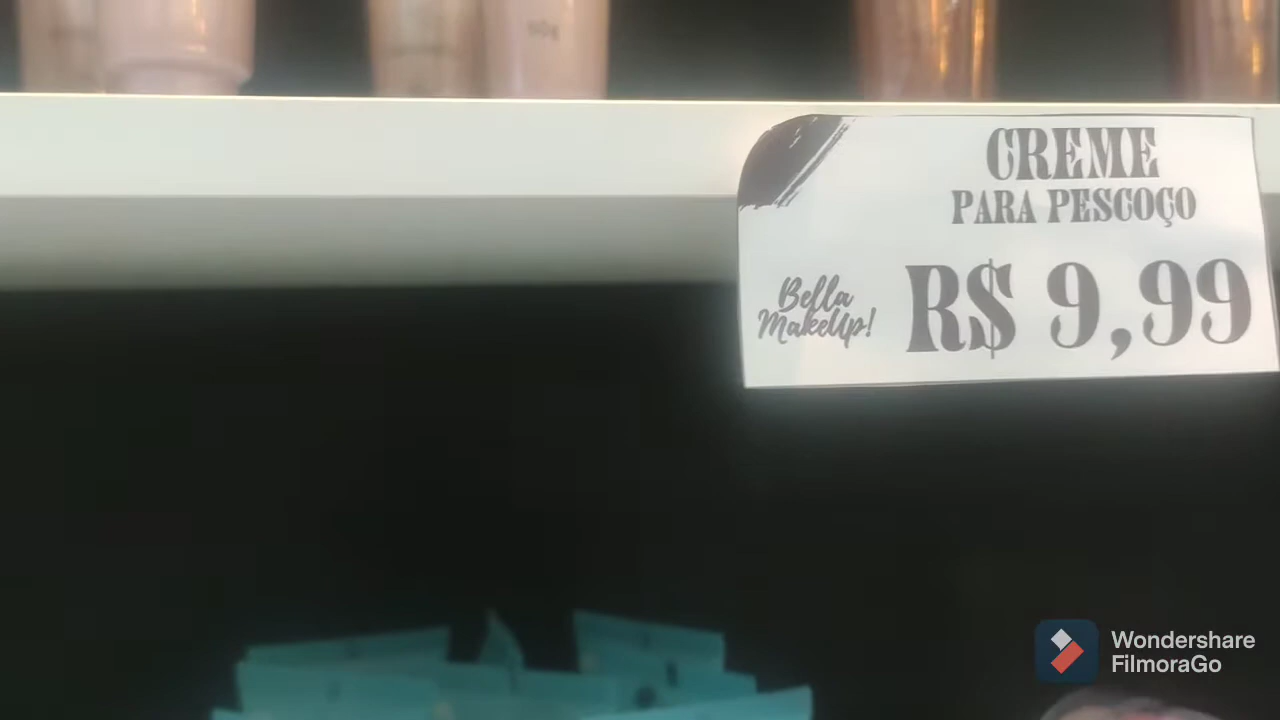 CREME
PARA PESCOÇO
Bella
MakeUp!
R$ 9,99
Wondershare
FilmoraGo